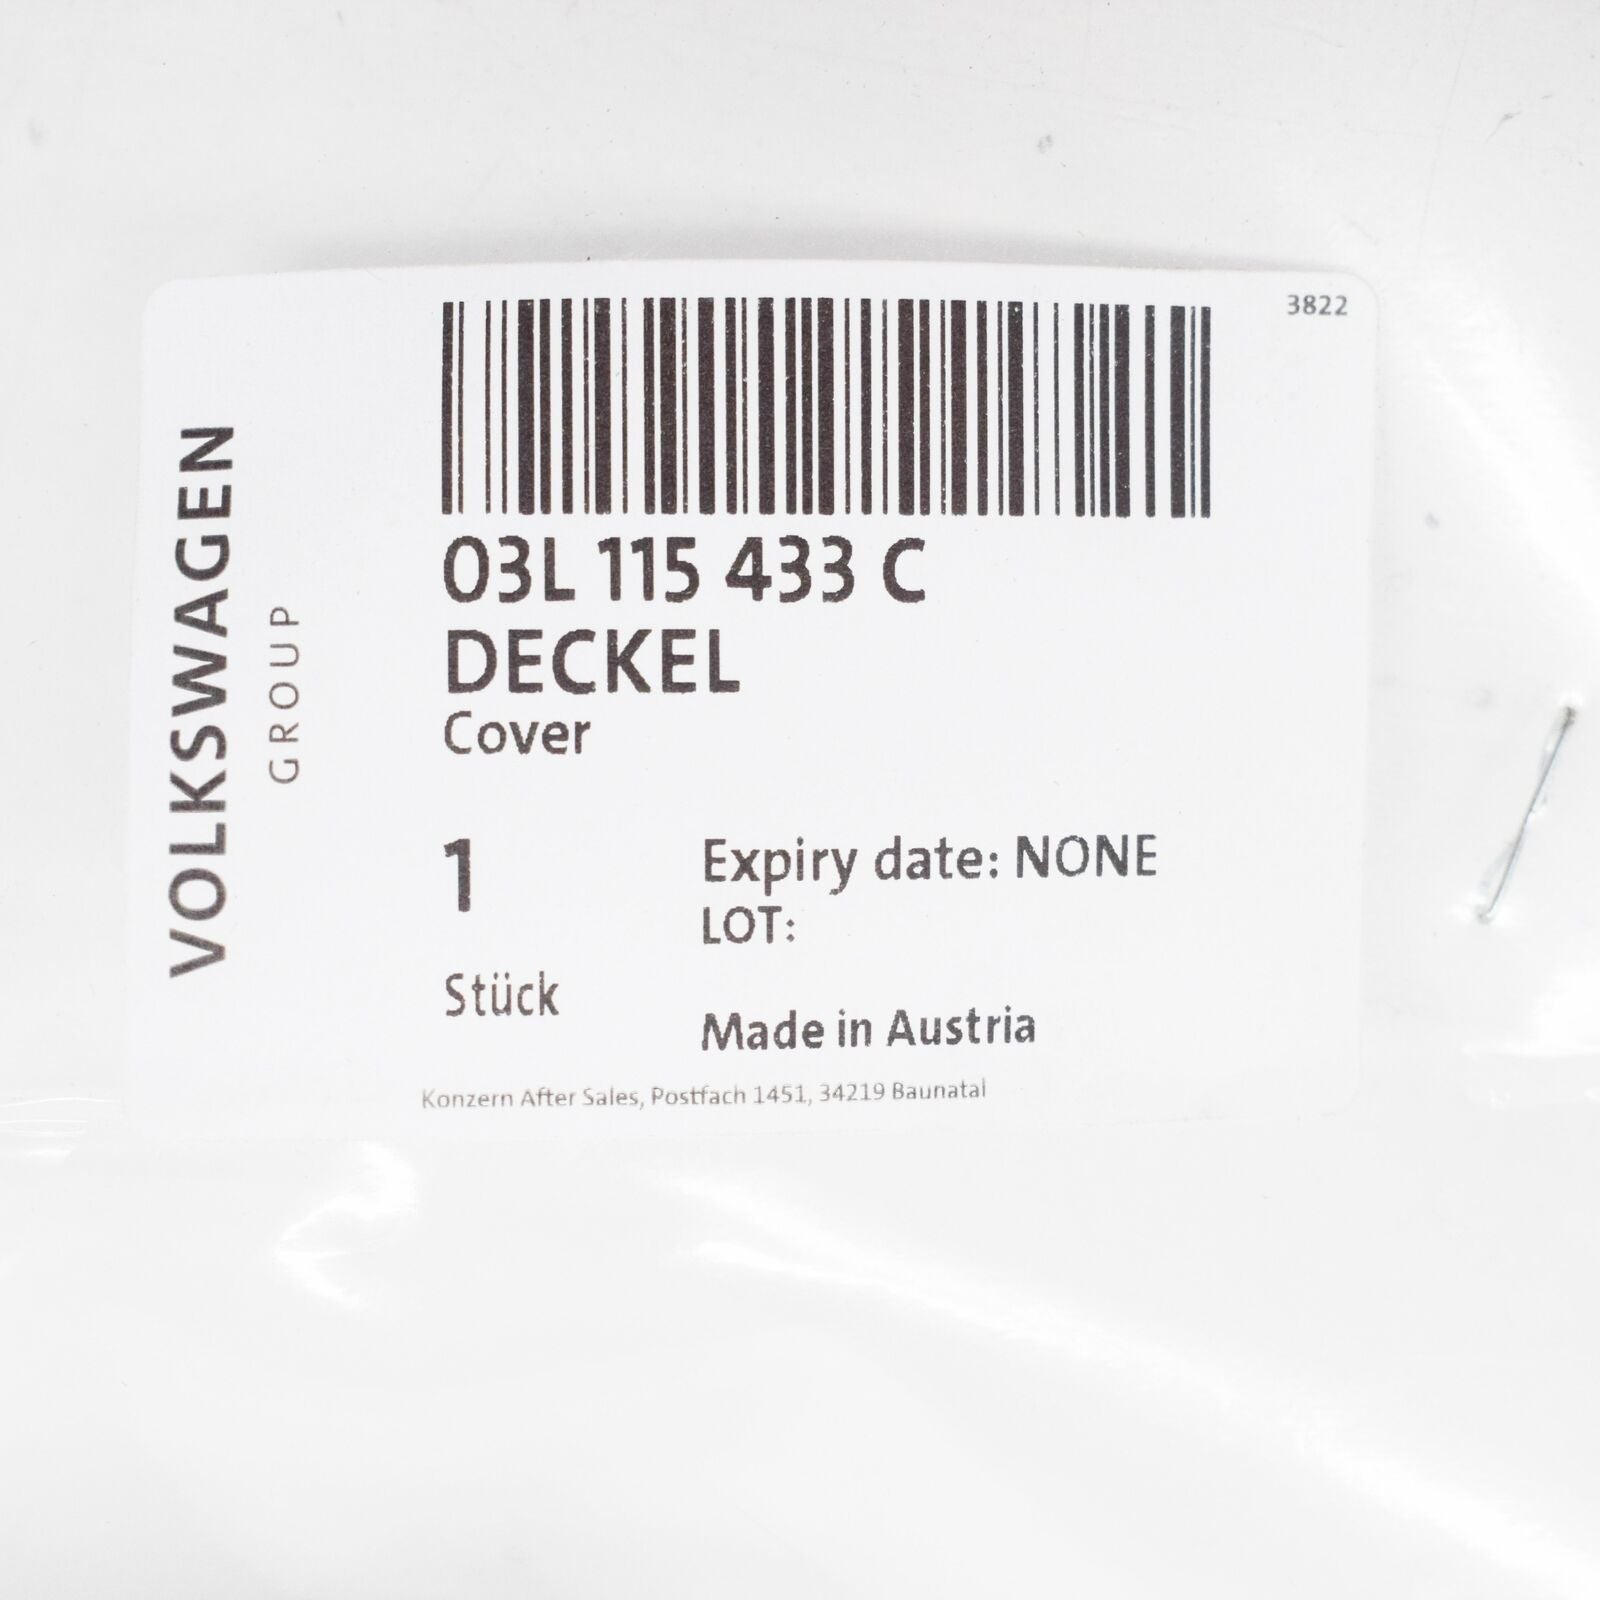 3822
VOLKSWAGEN
GROUP
03L 115 433 C
DECKEL
Cover
1
Stück
Expiry date: NONE
LOT:
Made in Austria
Konzern After Sales, Postfach 1451, 34219 Baunatal